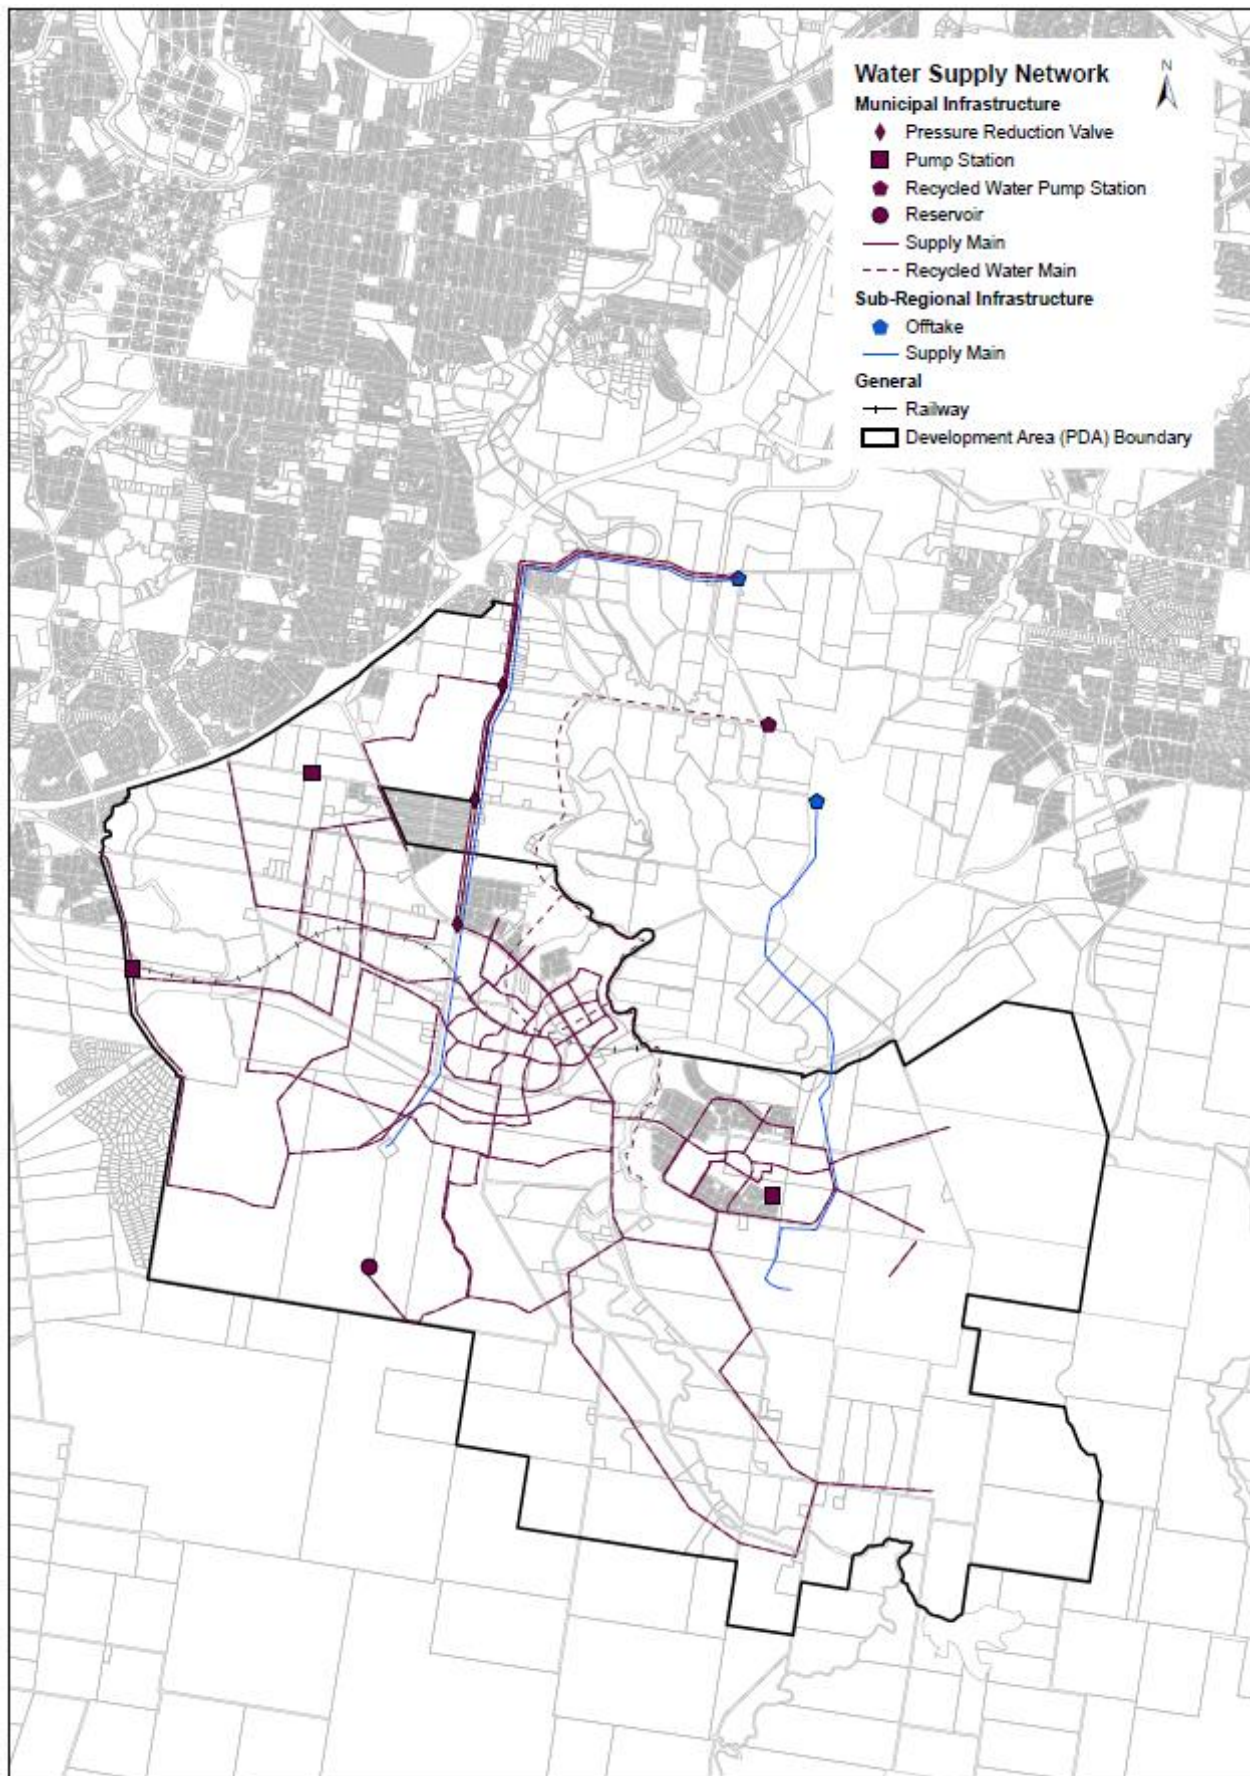 Water Supply Network
N
Municipal Infrastructure
Pressure Reduction Valve
Pump Station
Recycled Water Pump Station
Reservoir
Supply Main
Recycled Water Main
Sub-Regional Infrastructure
Offtake
Supply Main
General
Railway
Development Area (PDA) Boundary